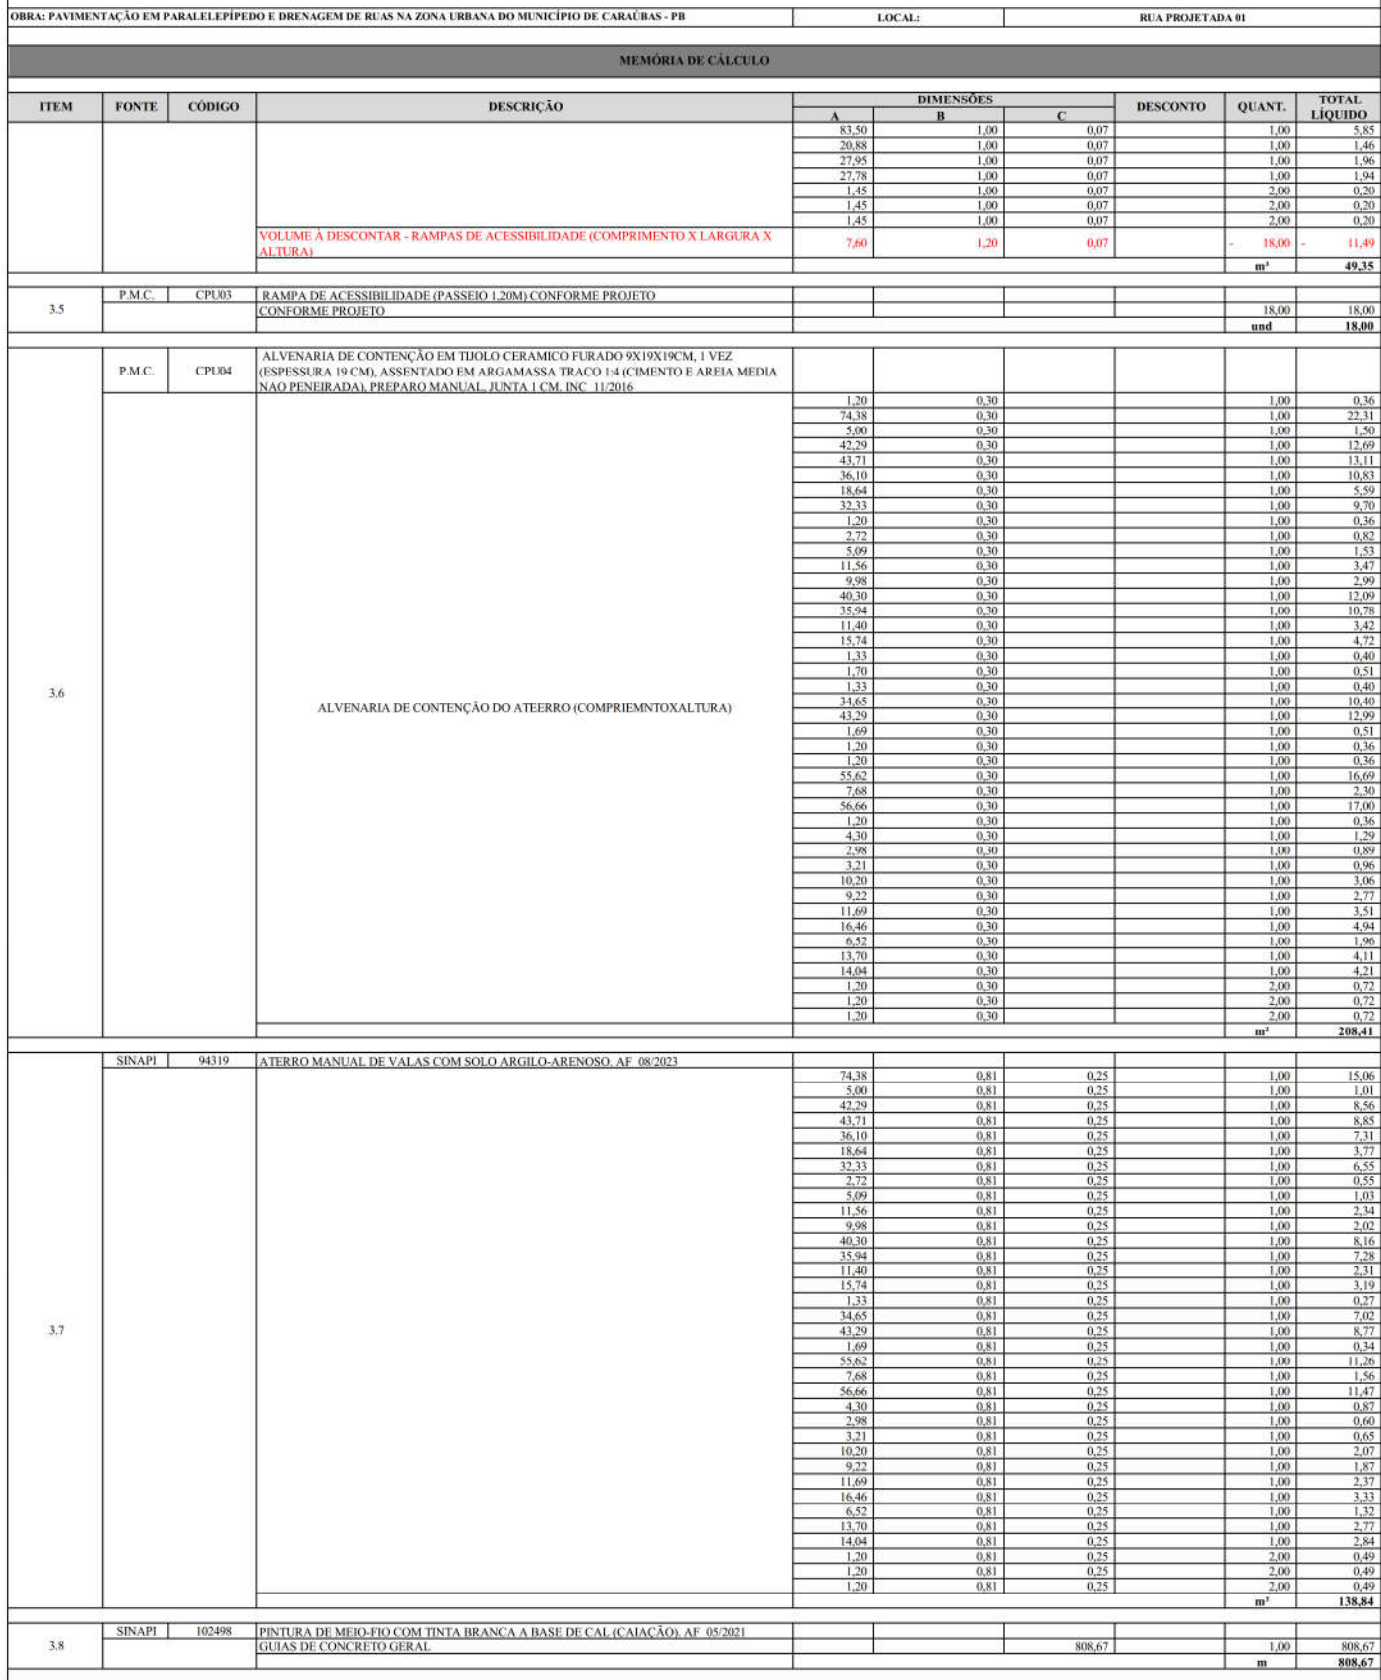 OBRA: PAVIMENTAÇÃO EM PARALELEPÍPEDO E DRENAGEM DE RUAS NA ZONA URBANA DO MUNICÍPIO DE CARAÚBAS - PB LOCAL: RUA PROJETADA 01
MEMÓRIA DE CÁLCULO
ITEM FONTE CÓDIGO DESCRIÇÃO DIMENSÕES DESCONTO QUANT. TOTAL LÍQUIDO
A B C
83,50 1,00 0,07 1,00 5,85
20,88 1,00 0,07 1,00 1,46
27,95 1,00 0,07 1,00 1,96
27,78 1,00 0,07 1,00 1,94
1,45 1,00 0,07 2,00 0,20
1,45 1,00 0,07 2,00 0,20
1,45 1,00 0,07 2,00 0,20
VOLUME À DESCONTAR - RAMPAS DE ACESSIBILIDADE (COMPRIMENTO X LARGURA X
ALTURA) 7,60 1,20 0,07 - 18,00 - 11,49
m³ 49,35
P.M.C. CPU03 RAMPA DE ACESSIBILIDADE (PASSEIO 1,20M) CONFORME PROJETO
3.5 CONFORME PROJETO 18,00 18,00
und 18,00
ALVENARIA DE CONTENÇÃO EM TIJOLO CERAMICO FURADO 9X19X19CM, 1 VEZ
P.M.C. CPU04 (ESPESSURA 19 CM), ASSENTADO EM ARGAMASSA TRACO 1:4 (CIMENTO E AREIA MEDIA
NAO PENEIRADA), PREPARO MANUAL, JUNTA 1 CM, INC 11/2016
1,20 0,30 1,00 0,36
74,38 0,30 1,00 22,31
5,00 0,30 1,00 1,50
42,29 0,30 1,00 12,69
43,71 0,30 1,00 13,11
36,10 0,30 1,00 10,83
18,64 0,30 1,00 5,59
32,33 0,30 1,00 9,70
1,20 0,30 1,00 0,36
2,72 0,30 1,00 0,82
5,09 0,30 1,00 1,53
11,56 0,30 1,00 3,47
9,98 0,30 1,00 2,99
40,30 0,30 1,00 12,09
35,94 0,30 1,00 10,78
11,40 0,30 1,00 3,42
15,74 0,30 1,00 4,72
1,33 0,30 1,00 0,40
1,70 0,30 1,00 0,51
1,33 0,30 1,00 0,40
34,65 0,30 1,00 10,40
43,29 0,30 1,00 12,99
1,69 0,30 1,00 0,51
1,20 0,30 1,00 0,36
1,20 0,30 1,00 0,36
55,62 0,30 1,00 16,69
7,68 0,30 1,00 2,30
56,66 0,30 1,00 17,00
1,20 0,30 1,00 0,36
4,30 0,30 1,00 1,29
2,98 0,30 1,00 0,89
3,21 0,30 1,00 0,96
10,20 0,30 1,00 3,06
9,22 0,30 1,00 2,77
11,69 0,30 1,00 3,51
16,46 0,30 1,00 4,94
6,52 0,30 1,00 1,96
13,70 0,30 1,00 4,11
14,04 0,30 1,00 4,21
1,20 0,30 2,00 0,72
1,20 0,30 2,00 0,72
1,20 0,30 2,00 0,72
3.6 ALVENARIA DE CONTENÇÃO DO ATEERRO (COMPRIEMNTOXALTURA)
m² 208,41
SINAPI 94319 ATERRO MANUAL DE VALAS COM SOLO ARGILO-ARENOSO. AF 08/2023
74,38 0,81 0,25 1,00 15,06
5,00 0,81 0,25 1,00 1,01
42,29 0,81 0,25 1,00 8,56
43,71 0,81 0,25 1,00 8,85
36,10 0,81 0,25 1,00 7,31
18,64 0,81 0,25 1,00 3,77
32,33 0,81 0,25 1,00 6,55
2,72 0,81 0,25 1,00 0,55
5,09 0,81 0,25 1,00 1,03
11,56 0,81 0,25 1,00 2,34
9,98 0,81 0,25 1,00 2,02
40,30 0,81 0,25 1,00 8,16
35,94 0,81 0,25 1,00 7,28
11,40 0,81 0,25 1,00 2,31
15,74 0,81 0,25 1,00 3,19
1,33 0,81 0,25 1,00 0,27
34,65 0,81 0,25 1,00 7,02
3.7 43,29 0,81 0,25 1,00 8,77
1,69 0,81 0,25 1,00 0,34
55,62 0,81 0,25 1,00 11,26
7,68 0,81 0,25 1,00 1,56
56,66 0,81 0,25 1,00 11,47
4,30 0,81 0,25 1,00 0,87
2,98 0,81 0,25 1,00 0,60
3,21 0,81 0,25 1,00 0,65
10,20 0,81 0,25 1,00 2,07
9,22 0,81 0,25 1,00 1,87
11,69 0,81 0,25 1,00 2,37
16,46 0,81 0,25 1,00 3,33
6,52 0,81 0,25 1,00 1,32
13,70 0,81 0,25 1,00 2,77
14,04 0,81 0,25 1,00 2,84
1,20 0,81 0,25 2,00 0,49
1,20 0,81 0,25 2,00 0,49
1,20 0,81 0,25 2,00 0,49
m³ 138,84
SINAPI 102498 PINTURA DE MEIO-FIO COM TINTA BRANCA A BASE DE CAL (CAIAÇÃO). AF 05/2021
3.8 GUIAS DE CONCRETO GERAL 808,67 1,00 808,67
m 808,67